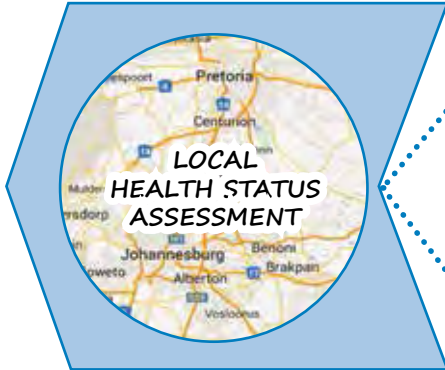 Pretoria
Centurion
LOCAL
HEALTH STATUS
ASSESSMENT
Johannesburg
Benoni
Brakpan
Alberton
Vosloorus